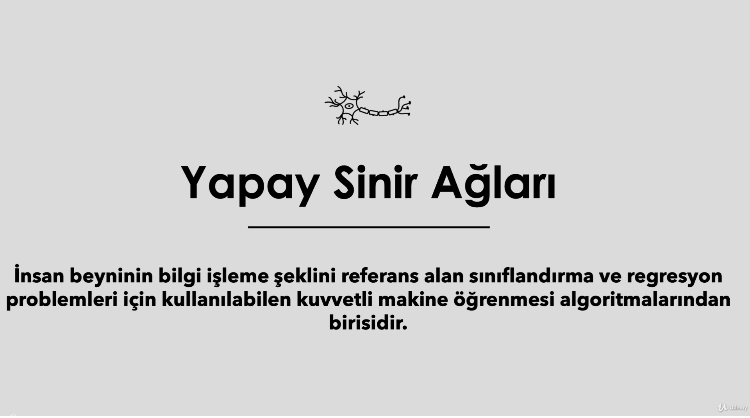 Yapay Sinir Ağları
İnsan beyninin bilgi işleme şeklini referans alan sınıflandırma ve regresyon
problemleri için kullanılabilen kuvvetli makine öğrenmesi algoritmalarından
birisidir.
Udemy